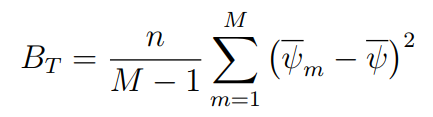 $$B_T = \frac{n}{M-1} \sum_{m=1}^{M} \left(\overline{\psi}_m - \overline{\psi}\right)^2$$